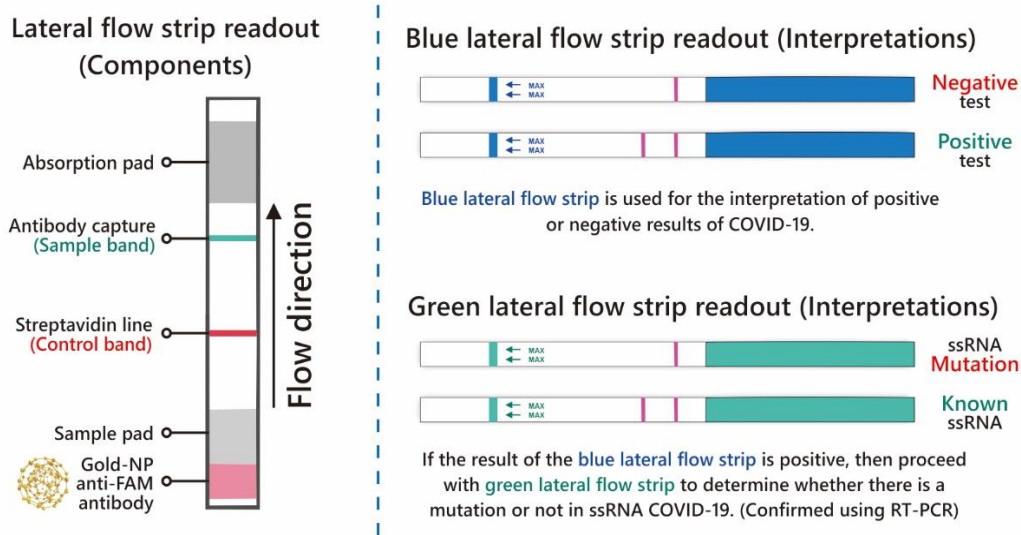 Lateral flow strip readout
(Components)
Absorption pad
Antibody capture
(Sample band)
Streptavidin line
(Control band)
Sample pad
Gold-NP
anti-FAM
antibody
Flow direction
Blue lateral flow strip readout (Interpretations)
MAX
MAX
Negative
test
MAX
MAX
Positive
test
Blue lateral flow strip is used for the interpretation of positive
or negative results of COVID-19.
Green lateral flow strip readout (Interpretations)
MAX
MAX
ssRNA
Mutation
MAX
MAX
Known
ssRNA
If the result of the blue lateral flow strip is positive, then proceed
with green lateral flow strip to determine whether there is a
mutation or not in ssRNA COVID-19. (Confirmed using RT-PCR)